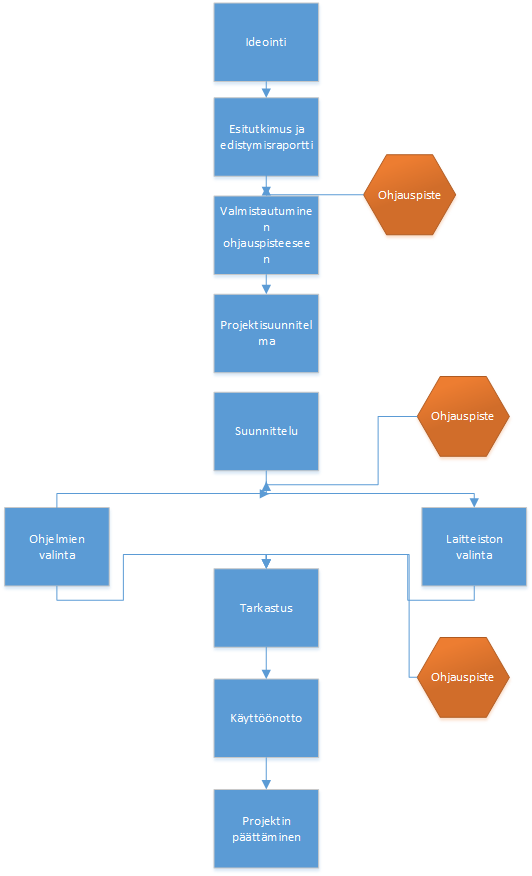 Ideointi
Esitutkimus ja
edistymisraportti
Ohjauspiste
Valmistautumine
n
ohjauspisteesee
n
Projektisuunnitel
ma
Ohjauspiste
Suunnittelu
Ohjelmien
valinta
Laitteiston
valinta
Tarkastus
Ohjauspiste
Käyttöönotto
Projektin
päättäminen